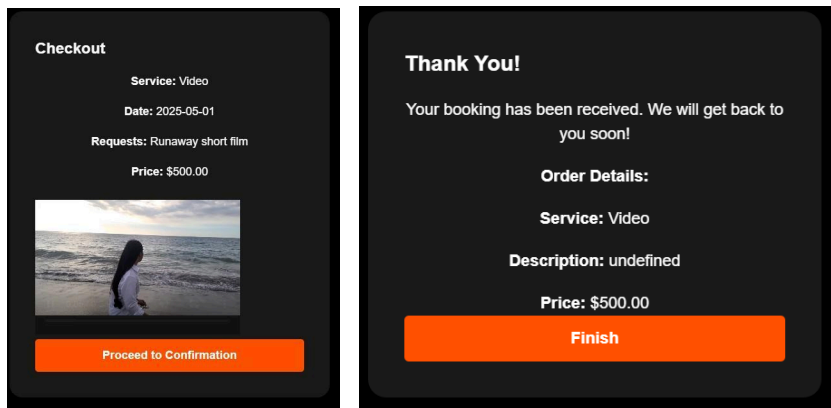 Checkout
Service: Video
Date: 2025-05-01
Requests: Runaway short film
Price: $500.00
Proceed to Confirmation
Thank You!
Your booking has been received. We will get back to
you soon!
Order Details:
Service: Video
Description: undefined
Price: $500.00
Finish